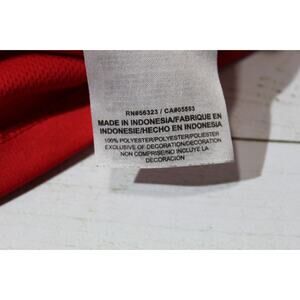 RN#56323 / CA#05553
MADE IN INDONESIA/FABRIQUE EN
INDONESIE/HECHO EN INDONESIA
100% POLYESTER/POLYESTER/POLIESTER
EXCLUSIVE OF DECORATION/DECORATION
NON COMPRISE/NO INCLUYE LA
DECORACIÓN